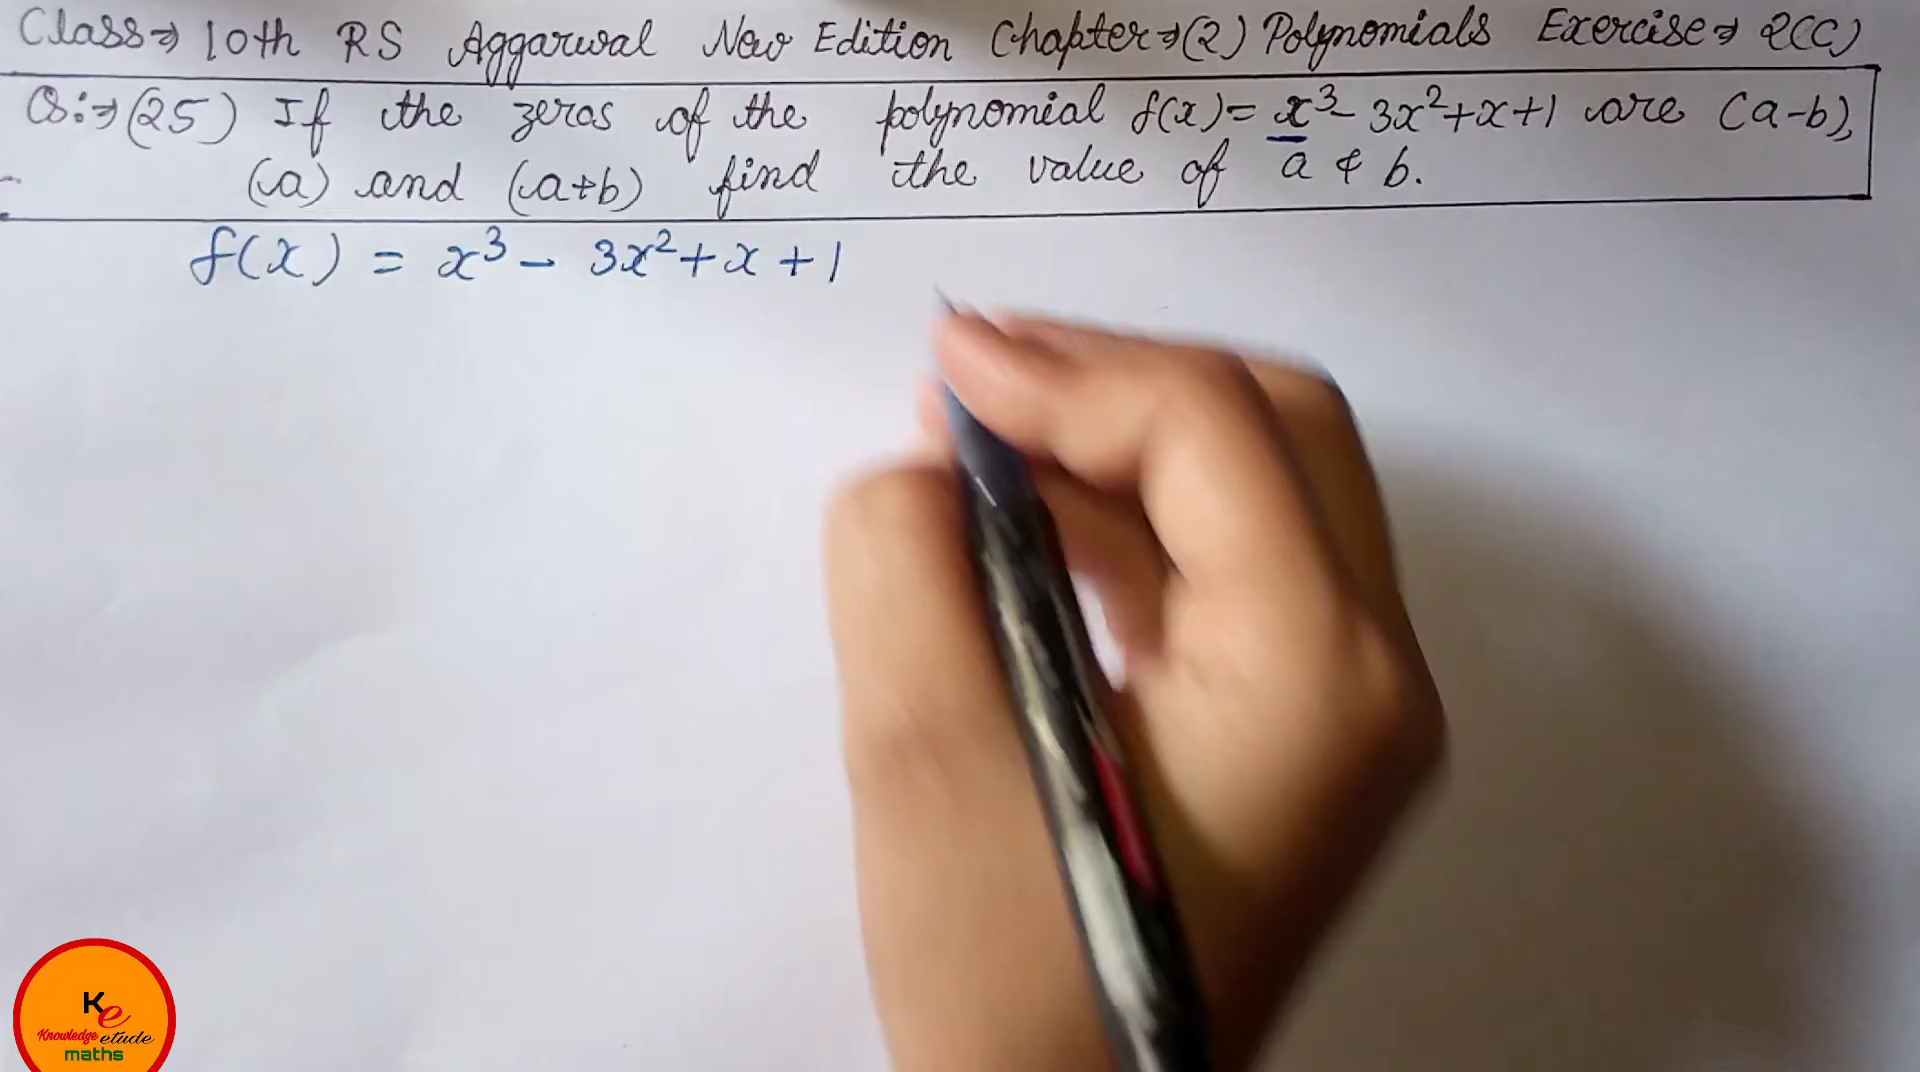 Class⇒ 10th RS Aggarwal New Edition Chapter⇒(2) Polynomials Exercise⇒ 2(C)
Q:⇒(25) If the zeros of the polynomial f(x)= x³- 3x²+x+1 are (a-b),
(a) and (a+b) find the value of a & b.
f(x) = x³ - 3x²+x+1
Ke
Knowledge etude
maths